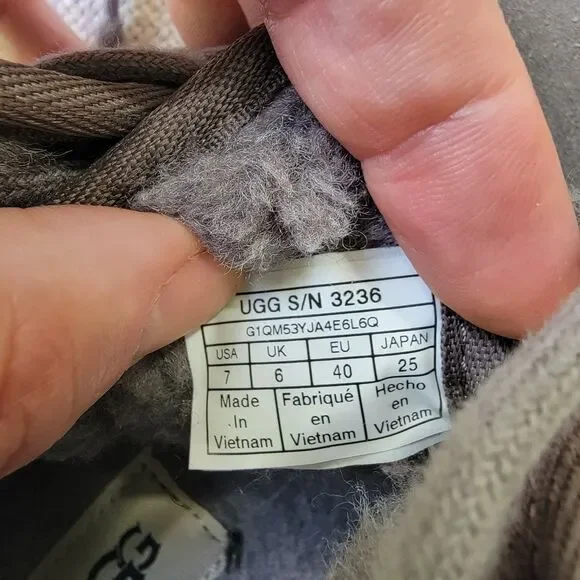 UGG S/N 3236
G1QM53YJA4E6L6Q
USA UK EU JAPAN
7 6 40 25
Made Fabriqué Hecho
In en en
Vietnam Vietnam Vietnam